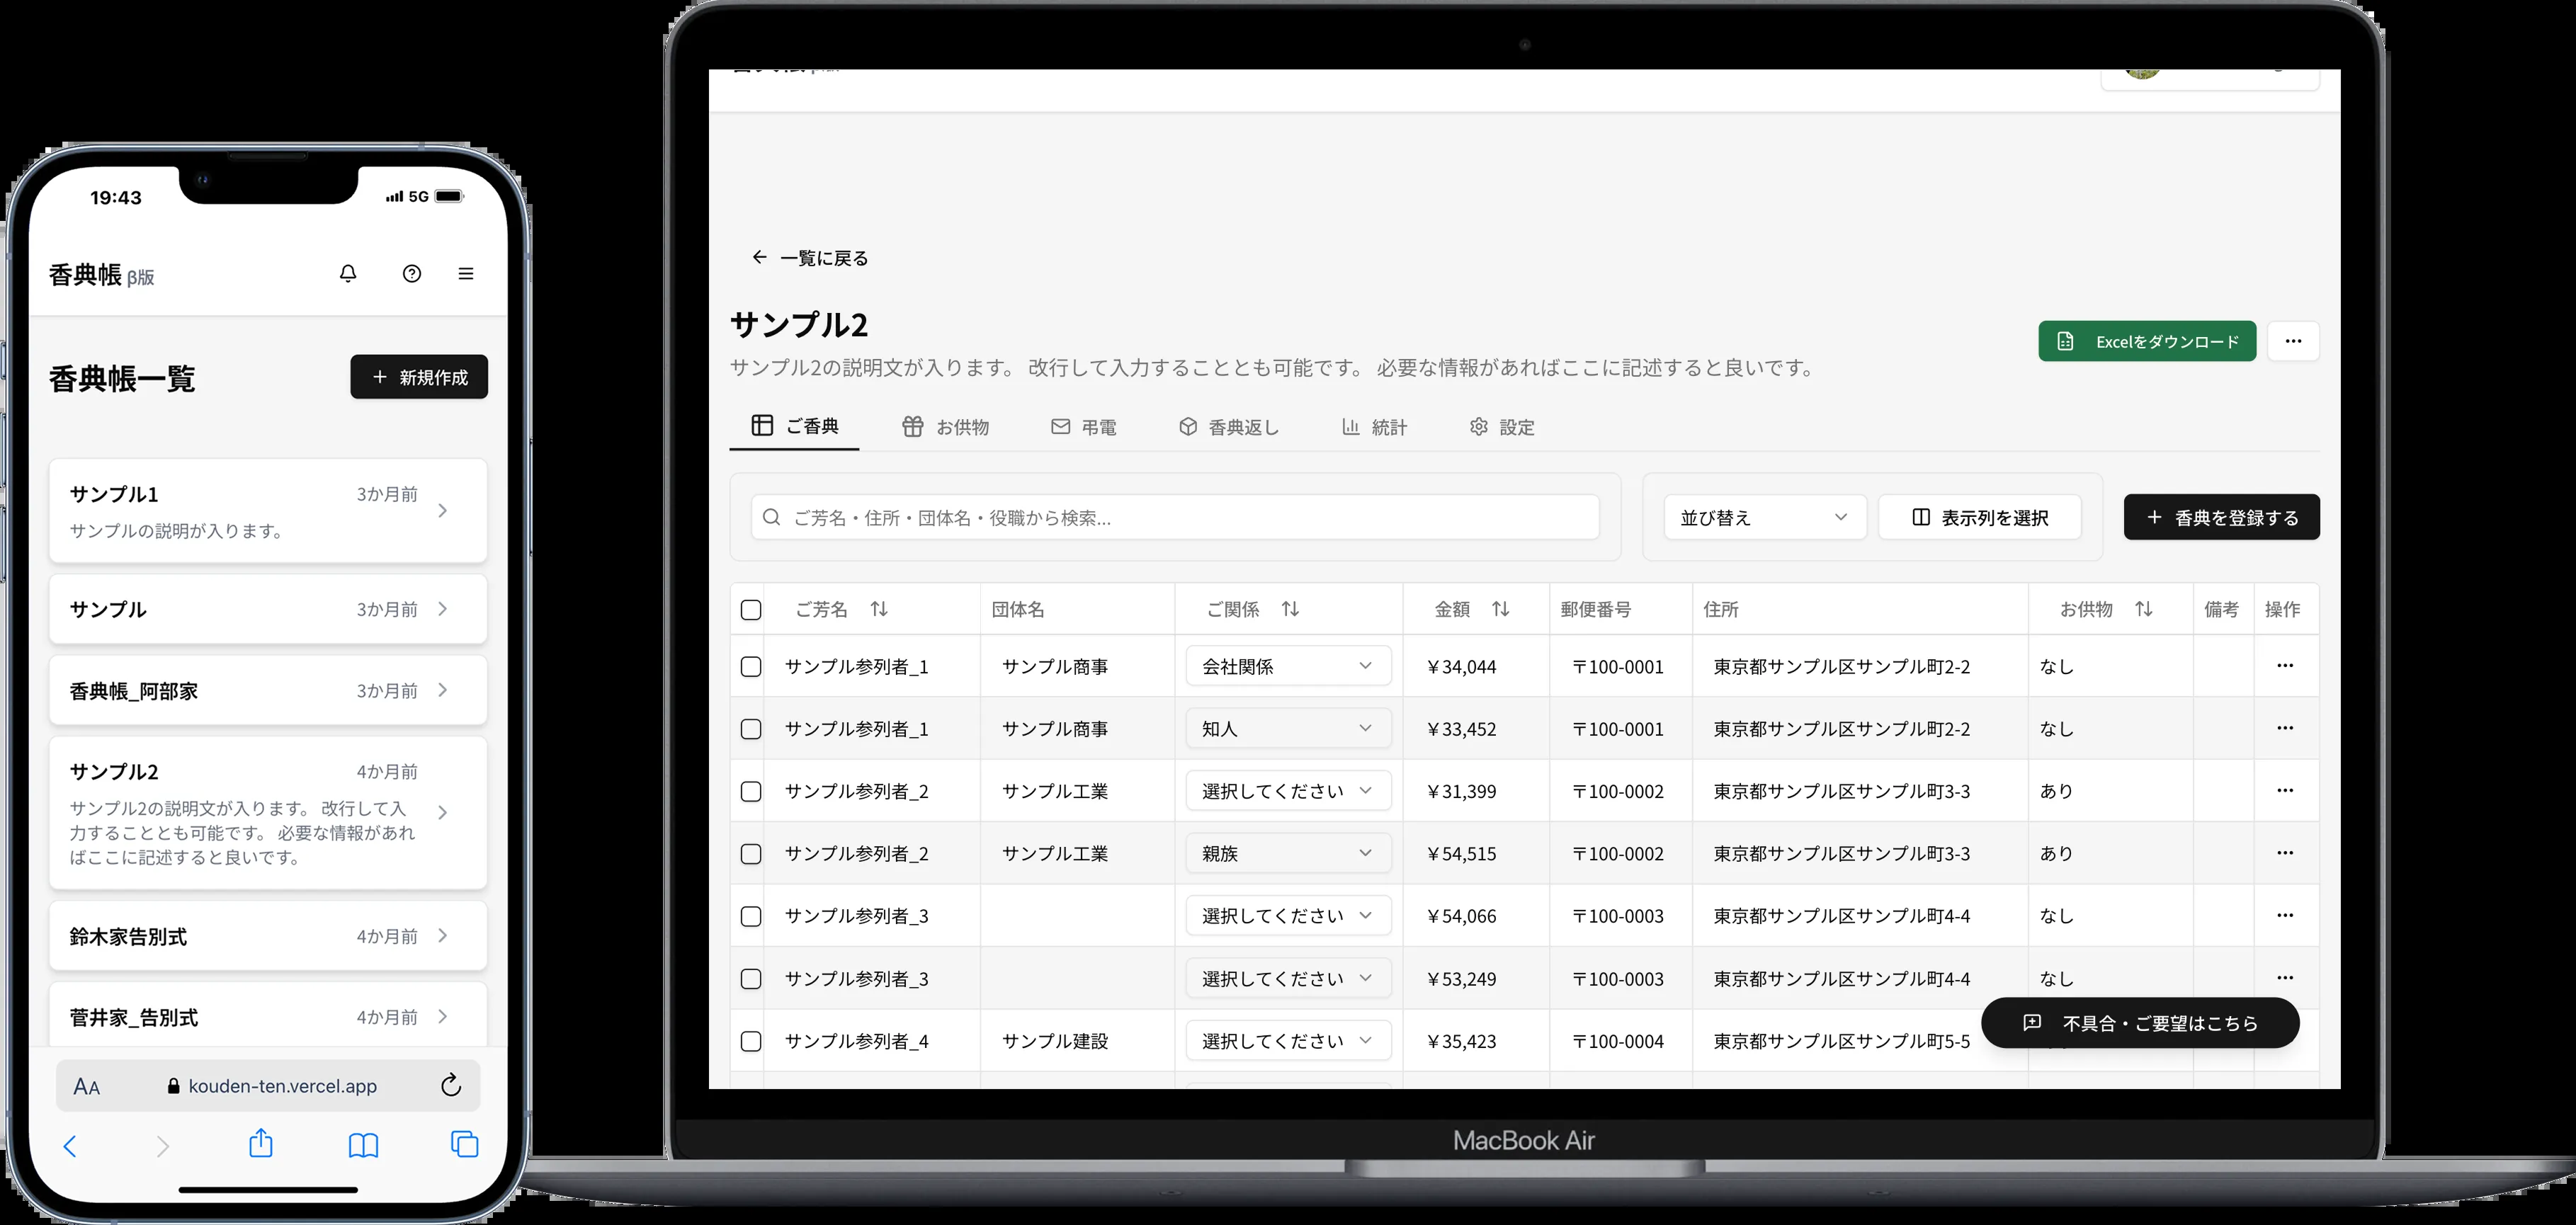 19:43
5G
香典帳 β版
香典帳一覧
+ 新規作成
サンプル1
3か月前
サンプルの説明が入ります。
サンプル
3か月前
香典帳_阿部家
3か月前
サンプル2
4か月前
サンプル2の説明文が入ります。 改行して入
力することとも可能です。 必要な情報があれ
ばここに記述すると良いです。
鈴木家告別式
4か月前
菅井家_告別式
4か月前
AA
kouden-ten.vercel.app
← 一覧に戻る
サンプル2
サンプル2の説明文が入ります。 改行して入力することとも可能です。 必要な情報があればここに記述すると良いです。
Excelをダウンロード
ご香典 お供物 弔電 香典返し 統計 設定
ご芳名・住所・団体名・役職から検索...
並び替え
表示列を選択
+ 香典を登録する
ご芳名 団体名 ご関係 金額 郵便番号 住所 お供物 備考 操作
サンプル参列者_1 サンプル商事 会社関係 ￥34,044 〒100-0001 東京都サンプル区サンプル町2-2 なし
サンプル参列者_1 サンプル商事 知人 ￥33,452 〒100-0001 東京都サンプル区サンプル町2-2 なし
サンプル参列者_2 サンプル工業 選択してください ￥31,399 〒100-0002 東京都サンプル区サンプル町3-3 あり
サンプル参列者_2 サンプル工業 親族 ￥54,515 〒100-0002 東京都サンプル区サンプル町3-3 あり
サンプル参列者_3 選択してください ￥54,066 〒100-0003 東京都サンプル区サンプル町4-4 なし
サンプル参列者_3 選択してください ￥53,249 〒100-0003 東京都サンプル区サンプル町4-4 なし
サンプル参列者_4 サンプル建設 選択してください ￥35,423 〒100-0004 東京都サンプル区サンプル町5-5
不具合・ご要望はこちら
MacBook Air